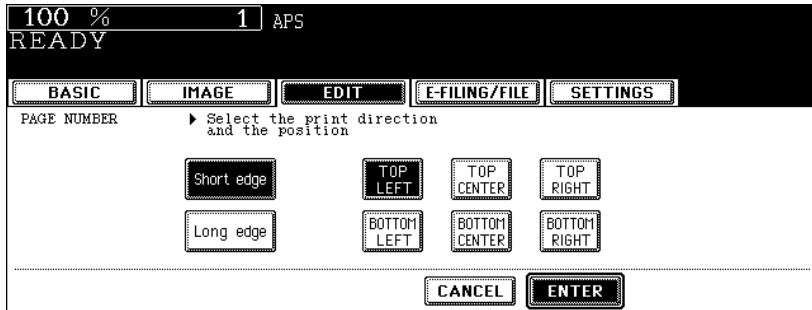 100 % 1 APS
READY
BASIC IMAGE EDIT E-FILING/FILE SETTINGS
PAGE NUMBER Select the print direction
and the position
Short edge TOP LEFT TOP CENTER TOP RIGHT
Long edge BOTTOM LEFT BOTTOM CENTER BOTTOM RIGHT
CANCEL ENTER